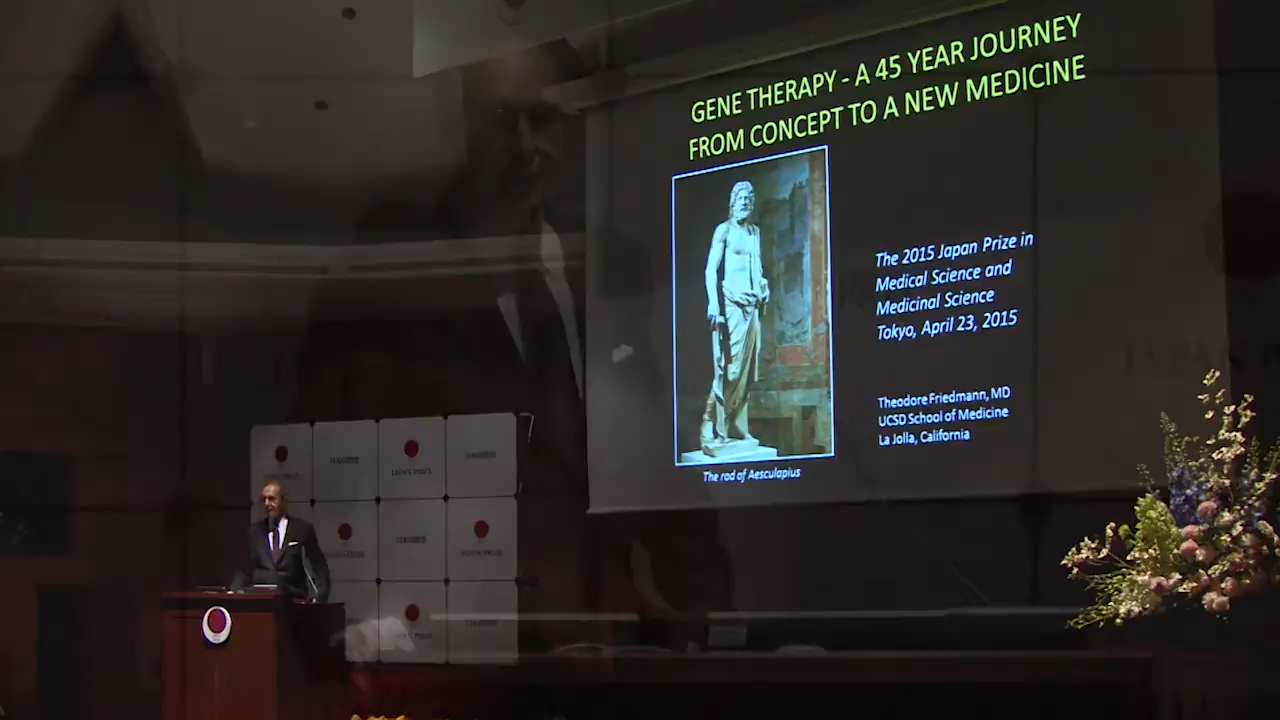 GENE THERAPY - A 45 YEAR JOURNEY
FROM CONCEPT TO A NEW MEDICINE
The 2015 Japan Prize in
Medical Science and
Medicinal Science
Tokyo, April 23, 2015
Theodore Friedmann, MD
UCSD School of Medicine
La Jolla, California
The rod of Aesculapius